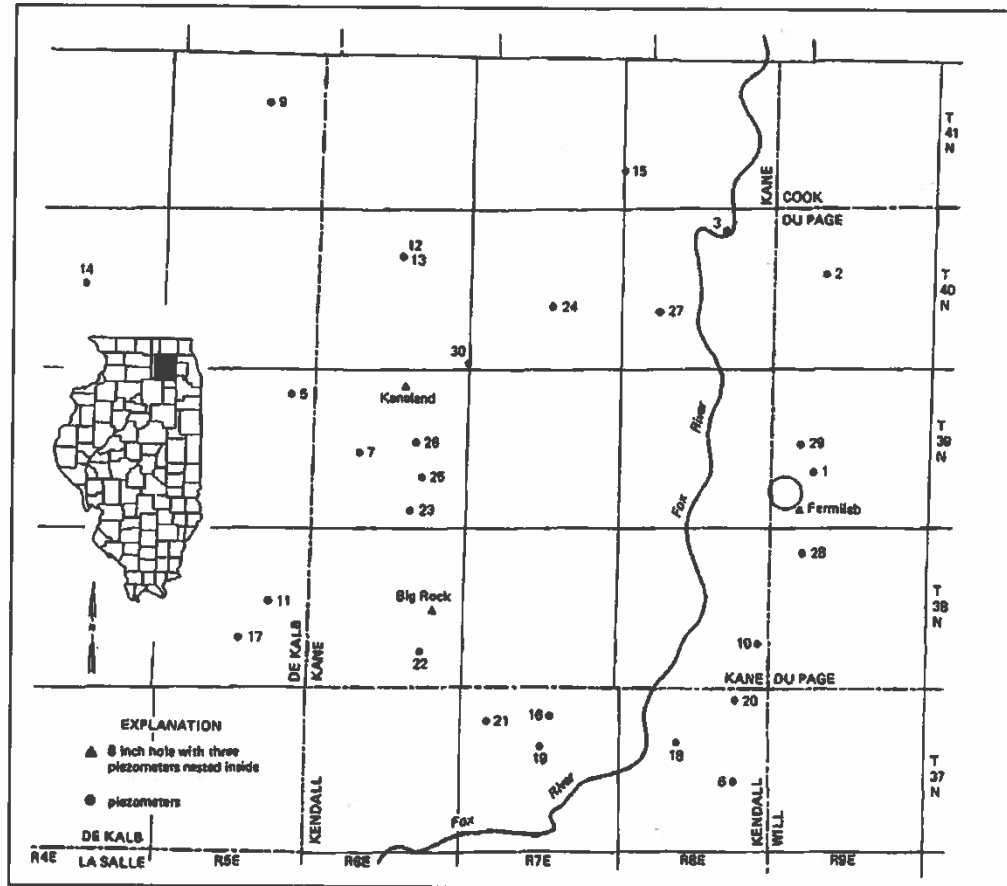 9
T
41
N
15
KANE
COOK
DU PAGE
3
12
13
14
2
T
40
N
24
27
30
5
Kaneland
River
7
26
29
T
39
N
25
1
23
Fox
Fermilab
28
Big Rock
11
T
38
N
17
DE KALB
KANE
22
10
KANE DU PAGE
20
EXPLANATION
21
16
8 inch hole with three
piezometers nested inside
19
18
T
37
N
6
piezometers
River
KENDALL
KENDALL
WILL
Fox
DE KALB
LA SALLE
R4E
R5E
R6E
R7E
R8E
R9E